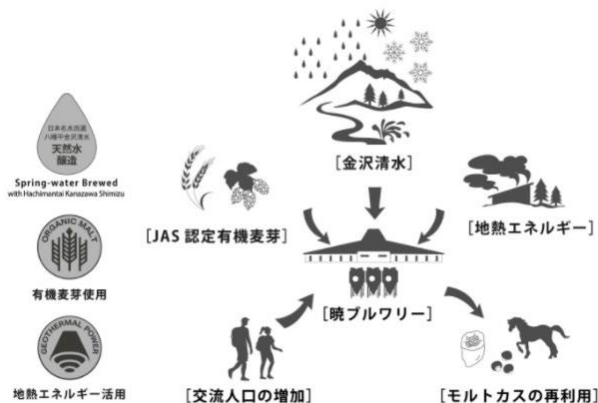 日本名水百選
八幡平金沢清水
天然水
醸造
Spring-water Brewed
with Hachimantai Kanazawa Shimizu
ORGANIC MALT
有機麦芽使用
GEOTHERMAL POWER
地熱エネルギー活用
[金沢清水]
[JAS 認定有機麦芽]
[地熱エネルギー]
[暁ブルワリー]
[交流人口の増加]
[モルトカスの再利用]